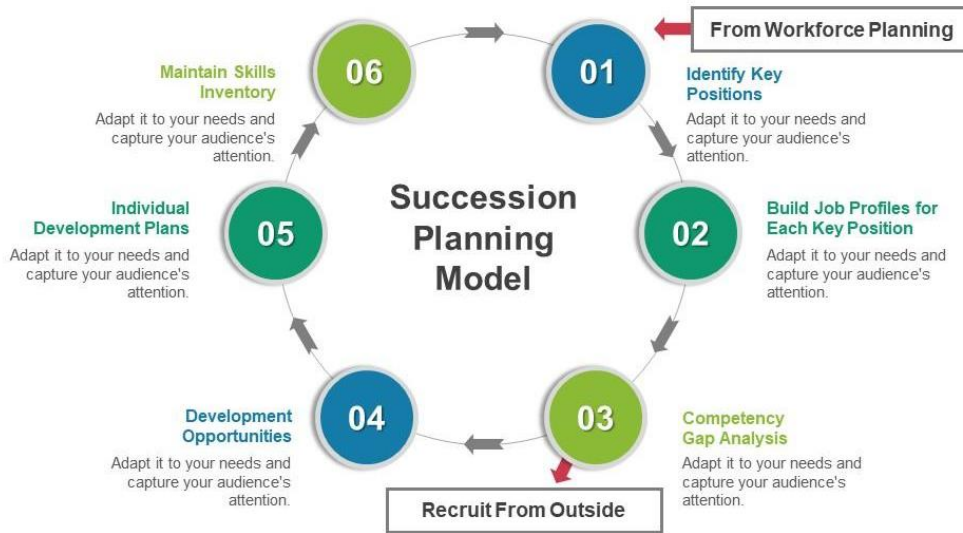 From Workforce Planning
01
Identify Key
Positions
Adapt it to your needs and
capture your audience's
attention.
02
Build Job Profiles for
Each Key Position
Adapt it to your needs and
capture your audience's
attention.
03
Competency
Gap Analysis
Adapt it to your needs and
capture your audience's
attention.
Recruit From Outside
04
Development
Opportunities
Adapt it to your needs and
capture your audience's
attention.
05
Individual
Development Plans
Adapt it to your needs and
capture your audience's
attention.
06
Maintain Skills
Inventory
Adapt it to your needs and
capture your audience's
attention.
Succession
Planning
Model